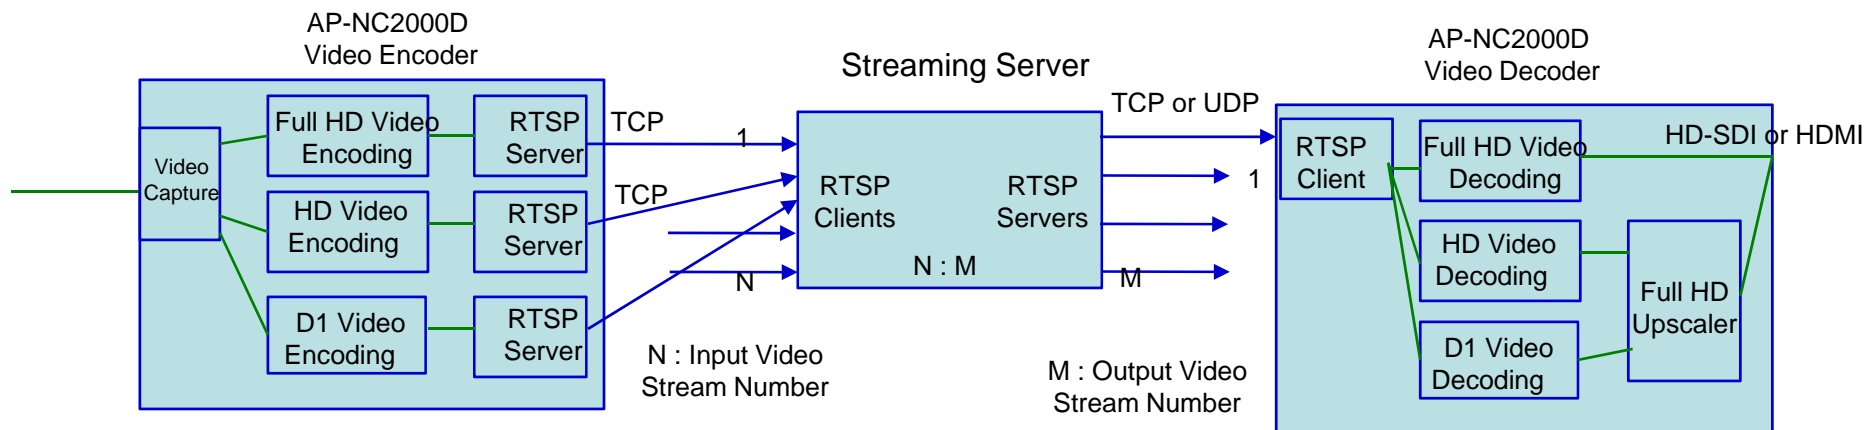 AP-NC2000D
Video Encoder
Video
Capture
Full HD Video
Encoding
RTSP
Server
HD Video
Encoding
RTSP
Server
D1 Video
Encoding
RTSP
Server
TCP
TCP
1
N
N : Input Video
Stream Number
Streaming Server
RTSP
Clients
RTSP
Servers
N : M
TCP or UDP
1
M
M : Output Video
Stream Number
AP-NC2000D
Video Decoder
RTSP
Client
Full HD Video
Decoding
HD-SDI or HDMI
HD Video
Decoding
D1 Video
Decoding
Full HD
Upscaler